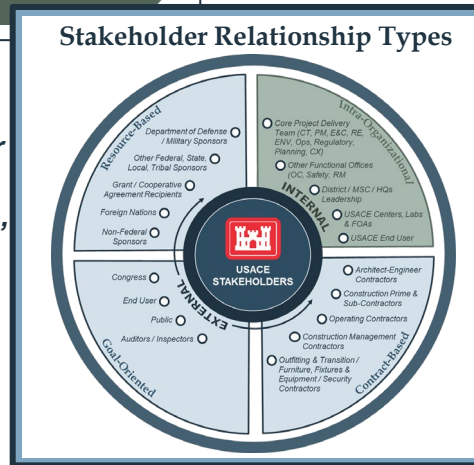 Stakeholder Relationship Types
Resource-Based
Department of Defense
/ Military Sponsors
Other Federal, State,
Local, Tribal Sponsors
Grant / Cooperative
Agreement Recipients
Foreign Nations
Non-Federal
Sponsors
Intra-Organizational
Core Project Delivery
Team (CT, PM, E&C, RE,
ENV, Ops, Regulatory,
Planning, CX)
Other Functional Offices
(OC, Safety, RM
District / MSC / HQs
Leadership
USACE Centers, Labs
& FOAs
USACE End User
INTERNAL
USACE
STAKEHOLDERS
EXTERNAL
Congress
End User
Public
Auditors / Inspectors
Goal-Oriented
Architect-Engineer
Contractors
Construction Prime &
Sub-Contractors
Operating Contractors
Construction Management
Contractors
Outfitting & Transition /
Furniture, Fixtures &
Equipment / Security
Contractors
Contract-Based